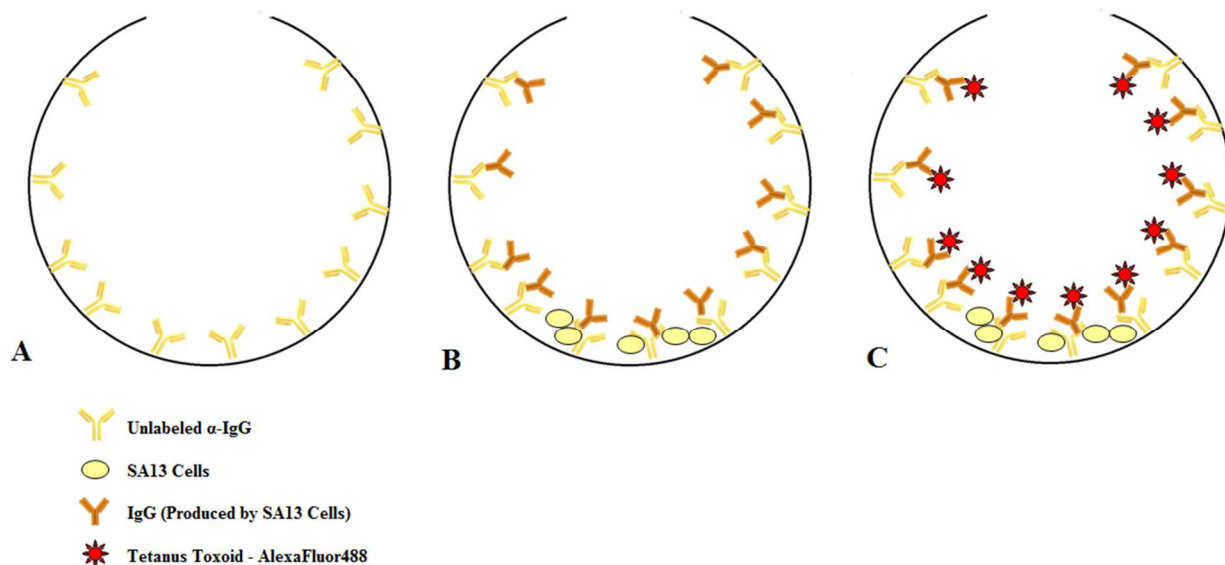 A
B
C
Unlabeled α-IgG
SA13 Cells
IgG (Produced by SA13 Cells)
Tetanus Toxoid - AlexaFluor488